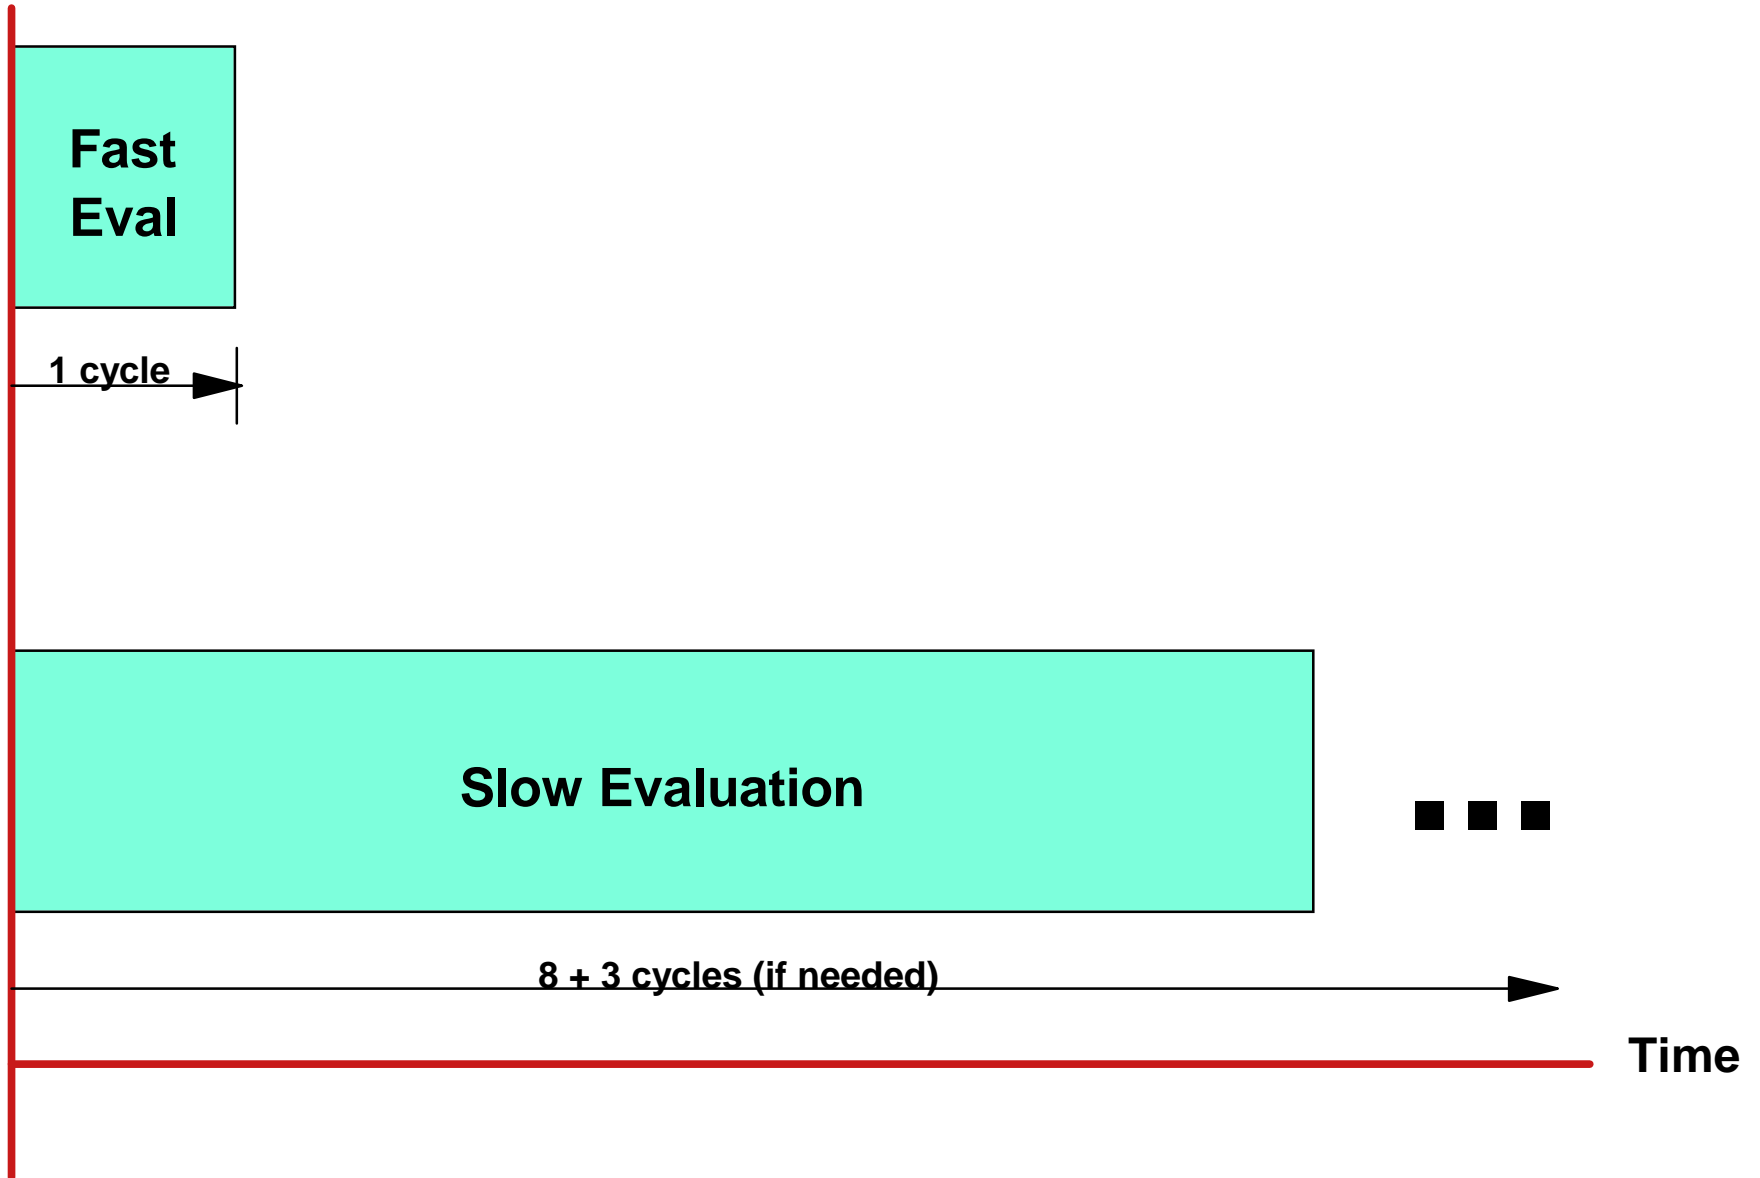 Fast
Eval
1 cycle
Slow Evaluation
8 + 3 cycles (if needed)
Time